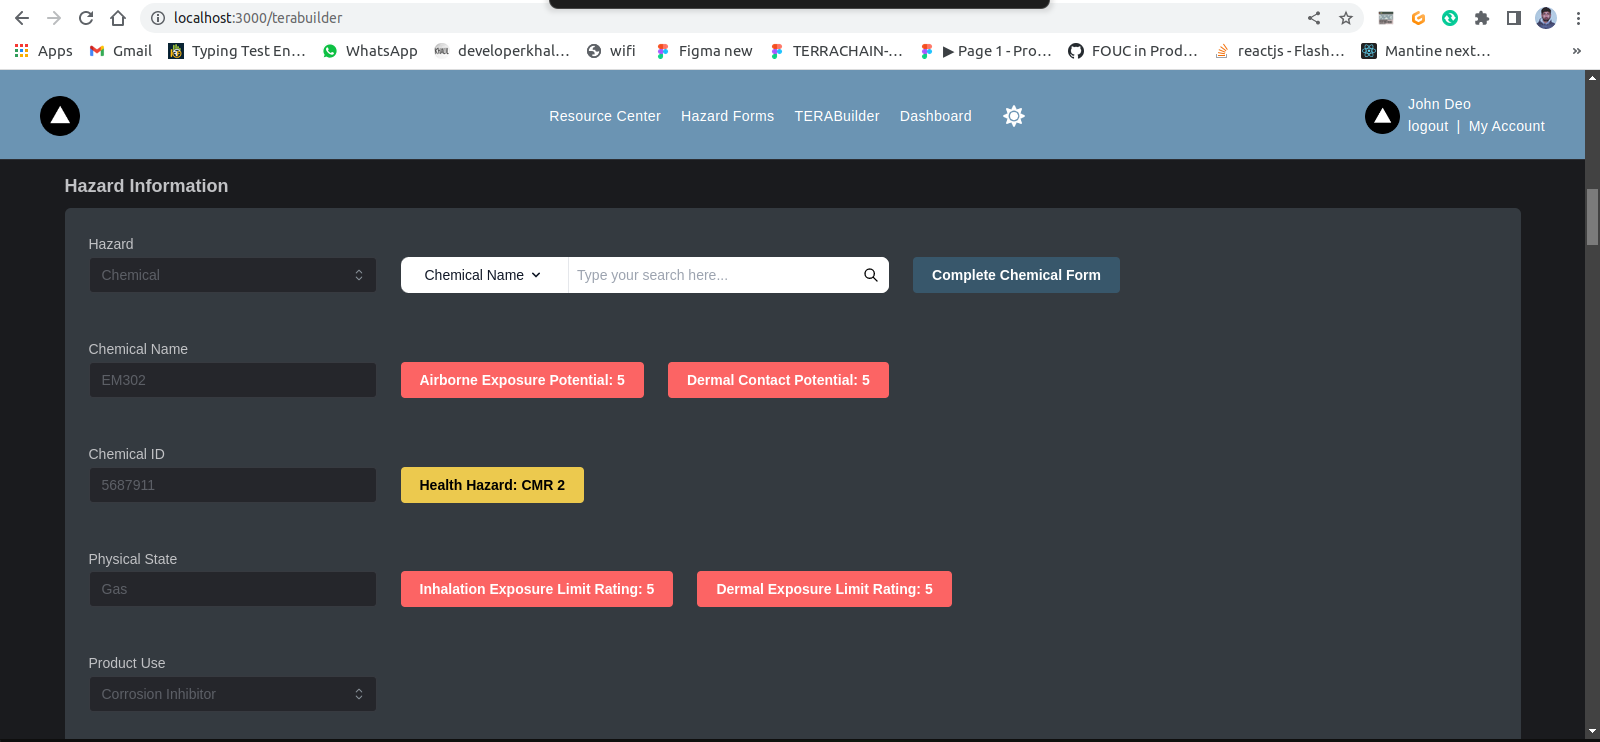 localhost:3000/terabuilder
Apps Gmail Typing Test En... WhatsApp developerkhal... wifi Figma new TERRACHAIN-... ▶ Page 1 - Pro... FOUC in Prod... reactjs - Flash... Mantine next... »
Resource Center Hazard Forms TERABuilder Dashboard
John Deo
logout | My Account
Hazard Information
Hazard
Chemical Chemical Name Type your search here... Complete Chemical Form
Chemical Name
EM302 Airborne Exposure Potential: 5 Dermal Contact Potential: 5
Chemical ID
5687911 Health Hazard: CMR 2
Physical State
Gas Inhalation Exposure Limit Rating: 5 Dermal Exposure Limit Rating: 5
Product Use
Corrosion Inhibitor